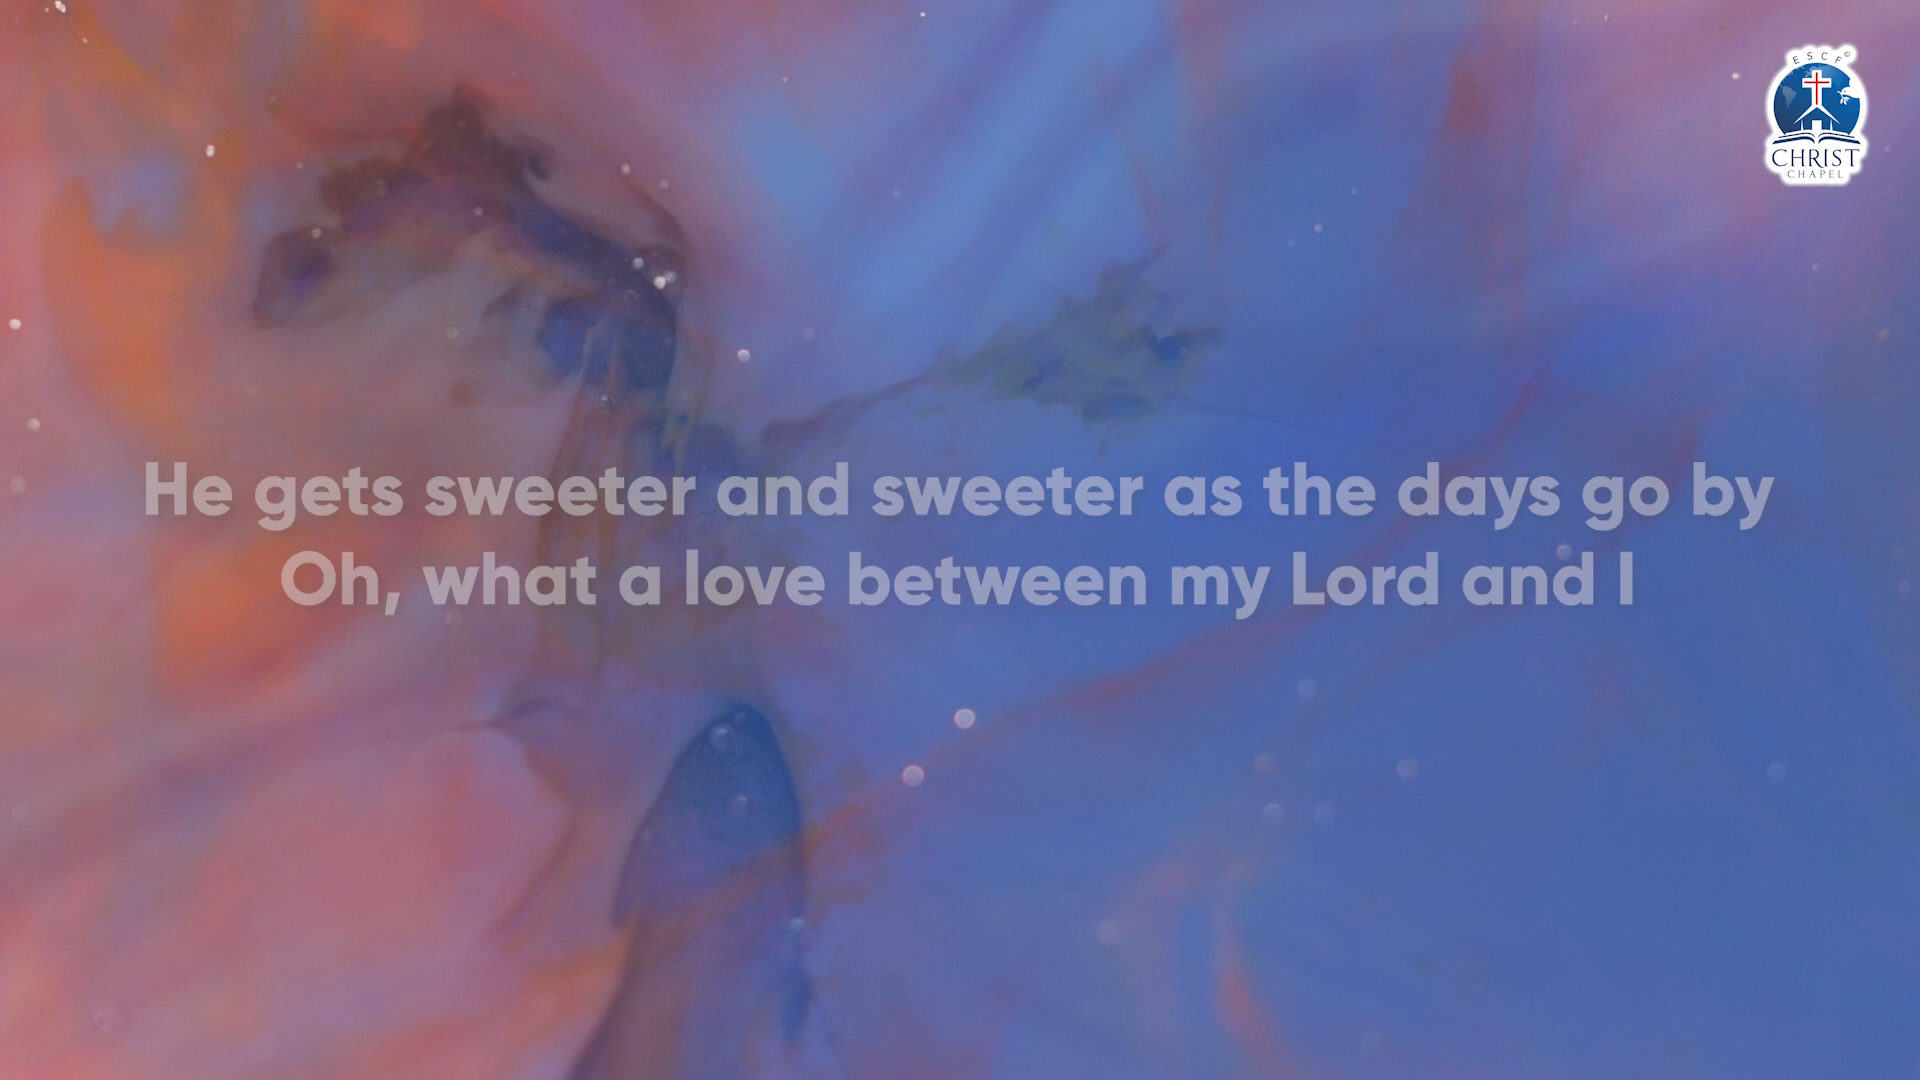 ESCF©
CHRIST
CHAPEL
He gets sweeter and sweeter as the days go by
Oh, what a love between my Lord and I